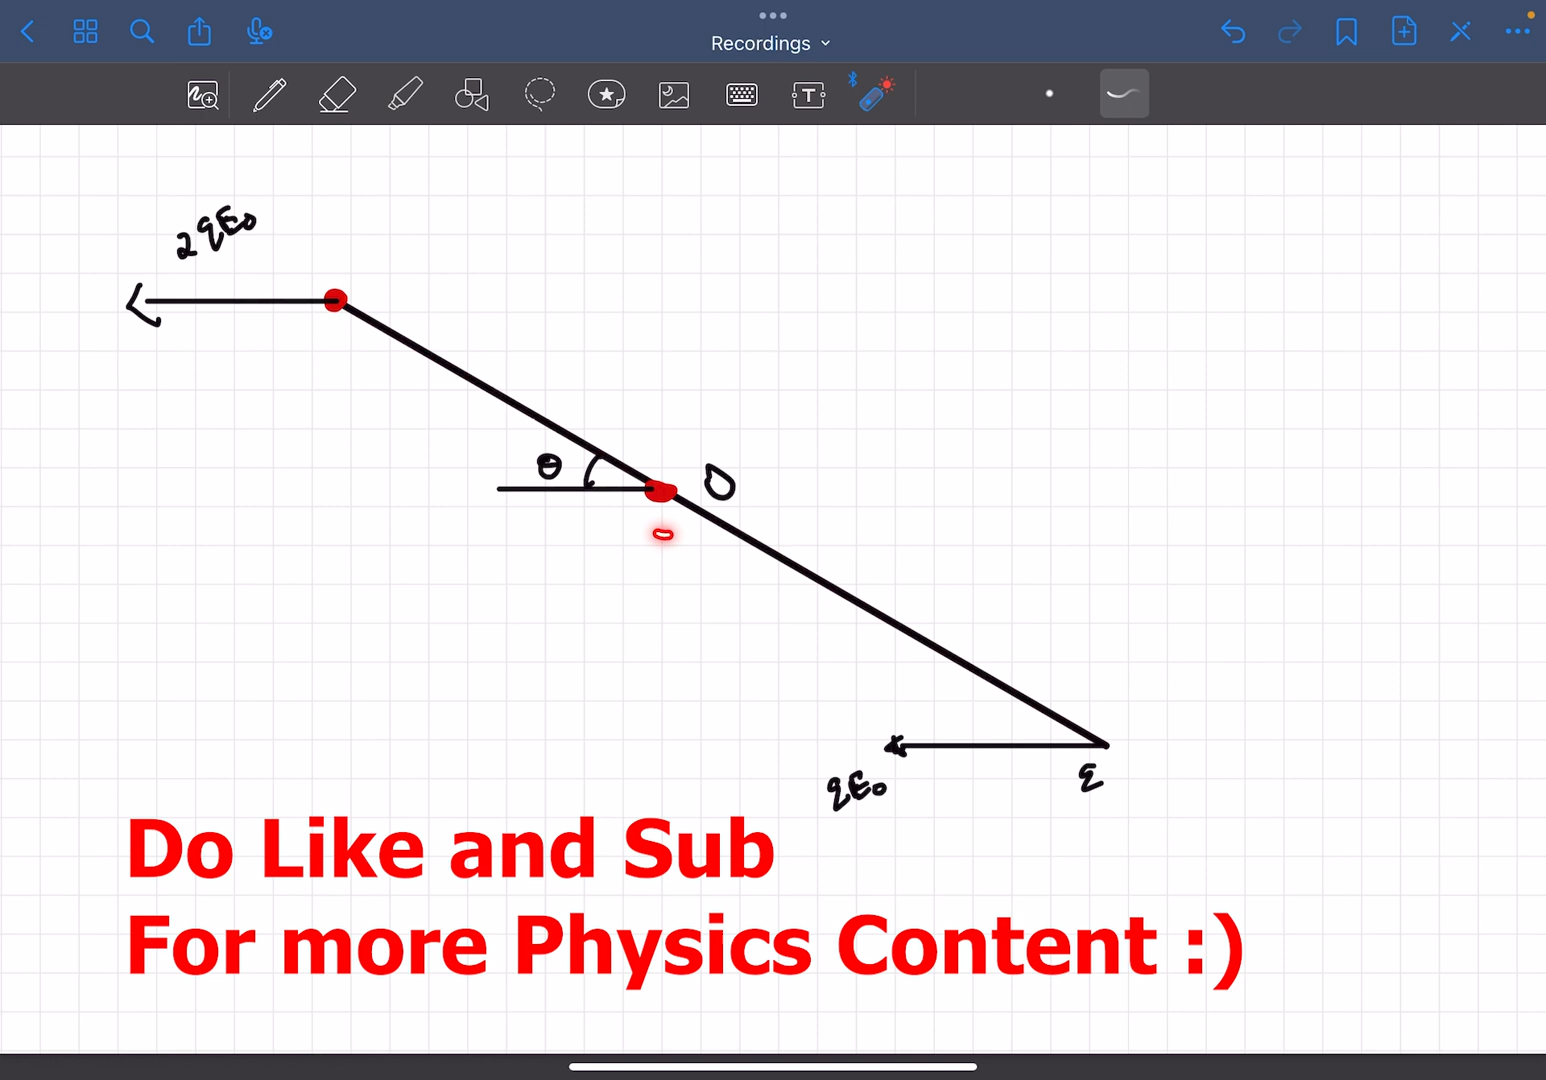 Recordings
T
2qE₀
θ
O
qE₀
q
Do Like and Sub
For more Physics Content :)